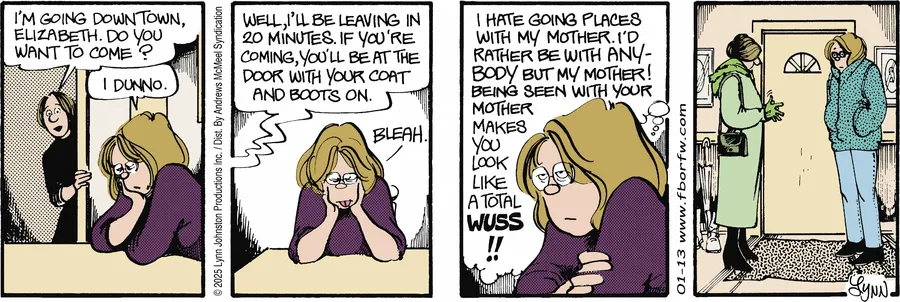 I'M GOING DOWNTOWN,
ELIZABETH. DO YOU
WANT TO COME ?
I DUNNO.
© 2025 Lynn Johnston Productions Inc. / Dist. By Andrews McMeel Syndication
WELL, I'LL BE LEAVING IN
20 MINUTES. IF YOU'RE
COMING, YOU'LL BE AT THE
DOOR WITH YOUR COAT
AND BOOTS ON.
BLEAH.
I HATE GOING PLACES
WITH MY MOTHER. I'D
RATHER BE WITH ANY-
BODY BUT MY MOTHER!
BEING SEEN WITH YOUR
MOTHER
MAKES
YOU
LOOK
LIKE
A TOTAL
WUSS
!!
01-13 www.fborfw.com
LYNN